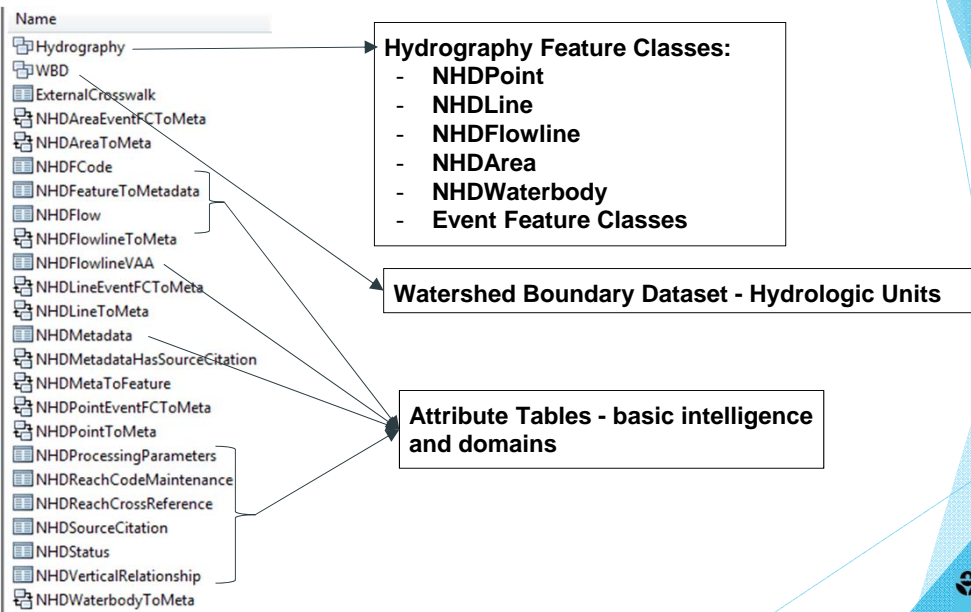 Name
Hydrography
WBD
ExternalCrosswalk
NHDAreaEventFCToMeta
NHDAreaToMeta
NHDFCode
NHDFeatureToMetadata
NHDFlow
NHDFlowlineToMeta
NHDFlowlineVAA
NHDLineEventFCToMeta
NHDLineToMeta
NHDMetadata
NHDMetadataHasSourceCitation
NHDMetaToFeature
NHDPointEventFCToMeta
NHDPointToMeta
NHDProcessingParameters
NHDReachCodeMaintenance
NHDReachCrossReference
NHDSourceCitation
NHDStatus
NHDVerticalRelationship
NHDWaterbodyToMeta
Hydrography Feature Classes:
- NHDPoint
- NHDLine
- NHDFlowline
- NHDArea
- NHDWaterbody
- Event Feature Classes
Watershed Boundary Dataset - Hydrologic Units
Attribute Tables - basic intelligence
and domains